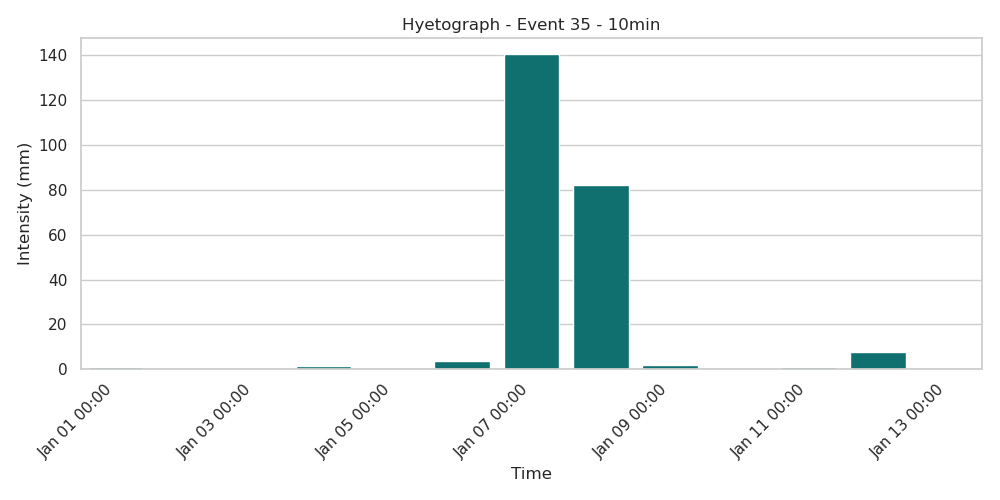 Hyetograph - Event 35 - 10min
Intensity (mm)
140
120
100
80
60
40
20
0
Jan 01 00:00
Jan 03 00:00
Jan 05 00:00
Jan 07 00:00
Jan 09 00:00
Jan 11 00:00
Jan 13 00:00
Time